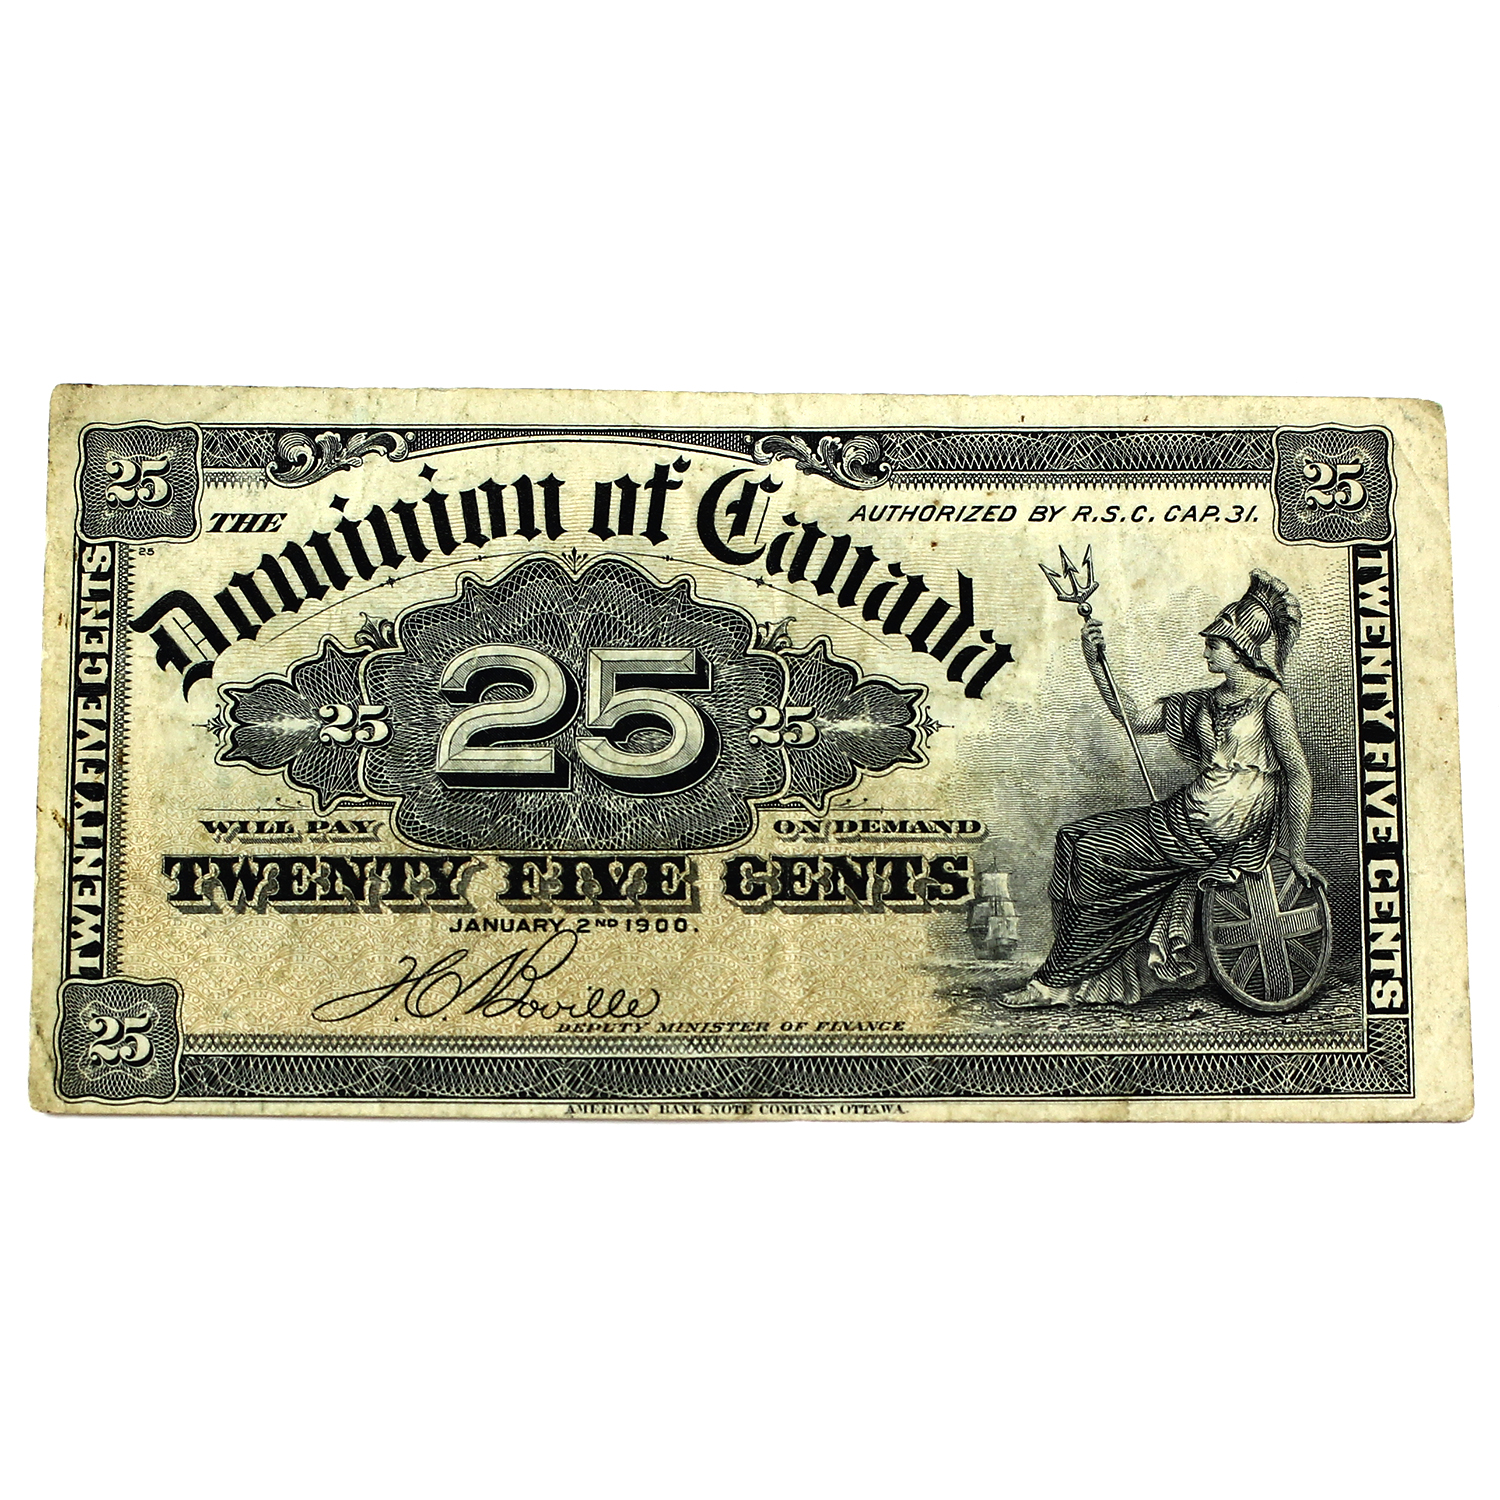 25
25
THE
Dominion of Canada
AUTHORIZED BY R.S.C. CAP. 31.
25
TWENTY FIVE CENTS
TWENTY FIVE CENTS
25
25
25
WILL PAY
ON DEMAND
TWENTY FIVE CENTS
JANUARY 2ND 1900.
H.C. Boville
DEPUTY MINISTER OF FINANCE
25
AMERICAN BANK NOTE COMPANY, OTTAWA.